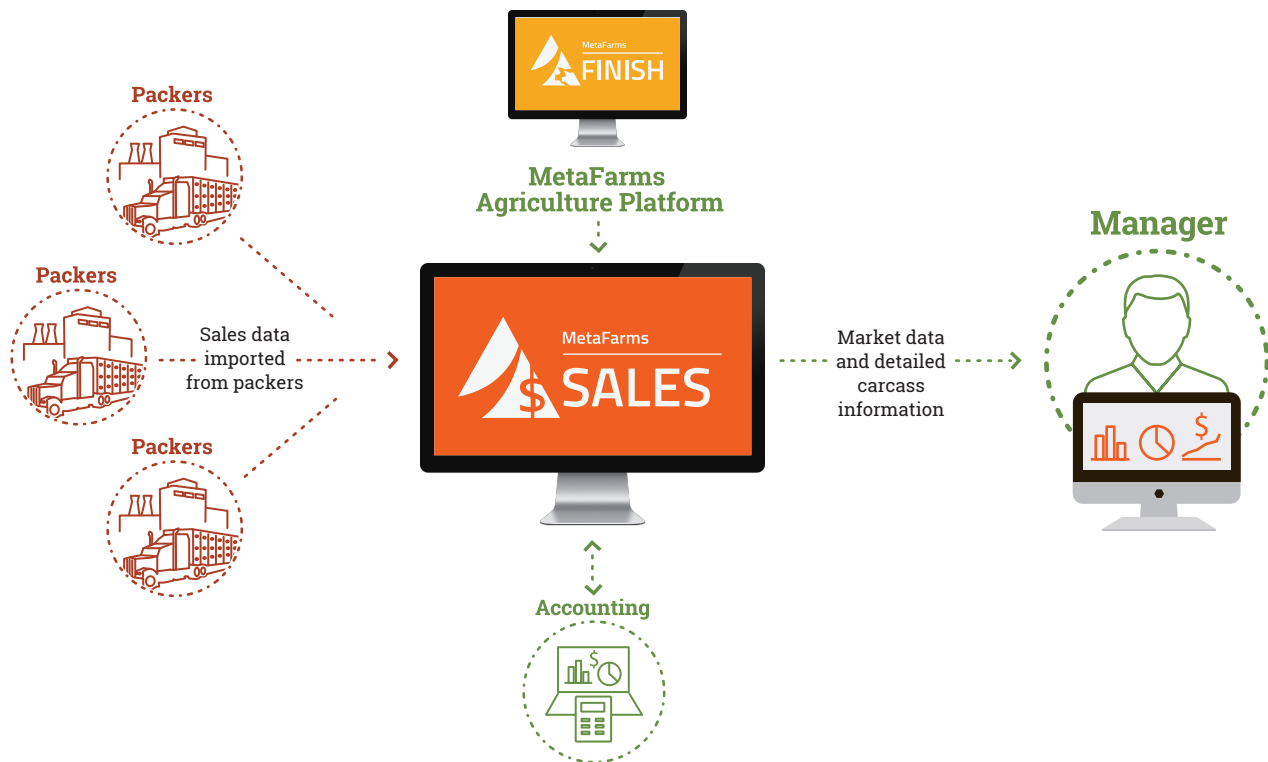 MetaFarms
FINISH
Packers
MetaFarms
Agriculture Platform
Manager
Packers
Sales data
imported
from packers
MetaFarms
$ SALES
Market data
and detailed
carcass
information
$
Packers
Accounting
$